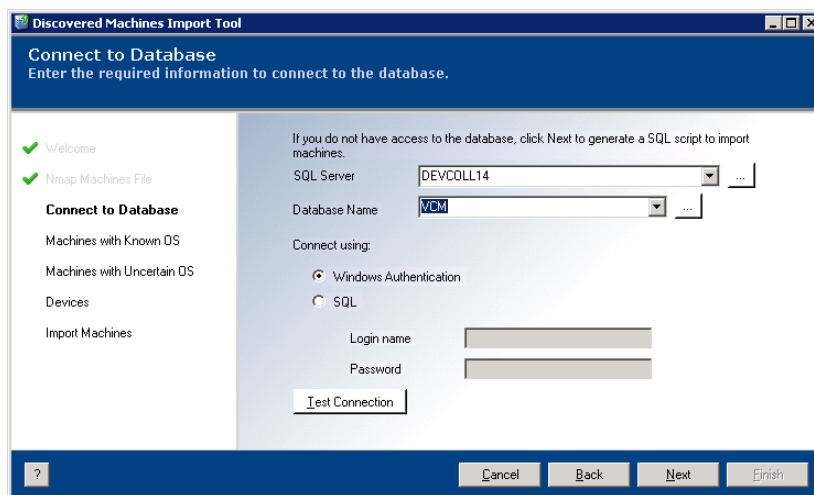 Discovered Machines Import Tool
Connect to Database
Enter the required information to connect to the database.
Welcome
Nmap Machines File
Connect to Database
Machines with Known OS
Machines with Uncertain OS
Devices
Import Machines
If you do not have access to the database, click Next to generate a SQL script to import
machines.
SQL Server DEVCOLL14 ...
Database Name VCM ...
Connect using:
Windows Authentication
SQL
Login name
Password
Test Connection
? Cancel Back Next Finish